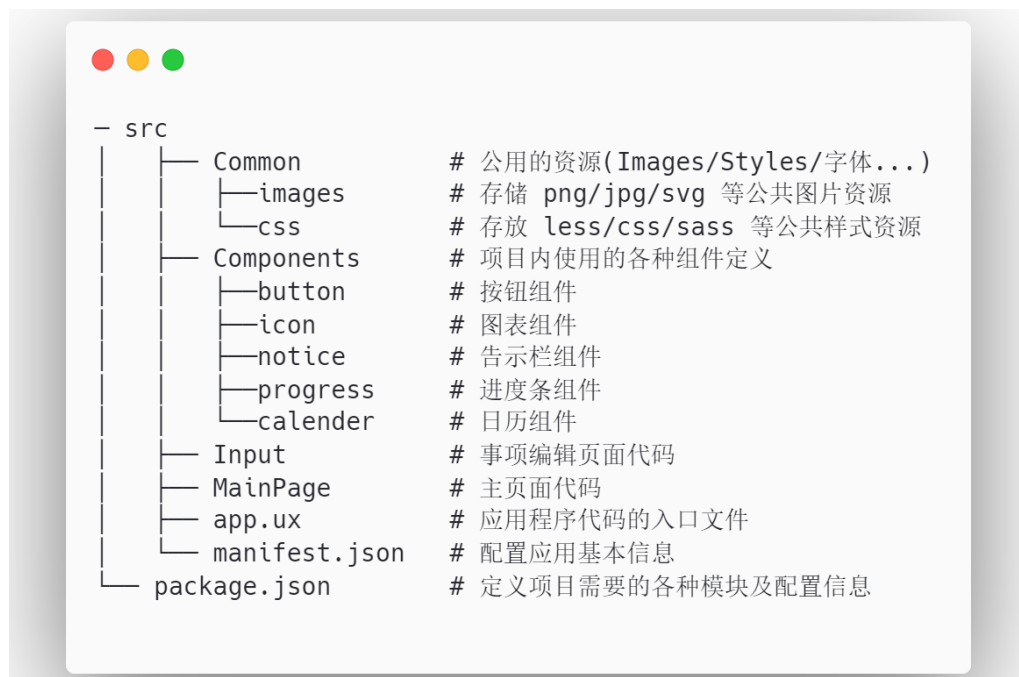 ─ src
│   ├── Common          # 公用的资源(Images/Styles/字体...)
│   │   ├──images       # 存储 png/jpg/svg 等公共图片资源
│   │   └──css          # 存放 less/css/sass 等公共样式资源
│   ├── Components      # 项目内使用的各种组件定义
│   │   ├──button       # 按钮组件
│   │   ├──icon         # 图表组件
│   │   ├──notice       # 告示栏组件
│   │   ├──progress     # 进度条组件
│   │   └──calender     # 日历组件
│   ├── Input           # 事项编辑页面代码
│   ├── MainPage        # 主页面代码
│   ├── app.ux          # 应用程序代码的入口文件
│   └── manifest.json   # 配置应用基本信息
└── package.json        # 定义项目需要的各种模块及配置信息